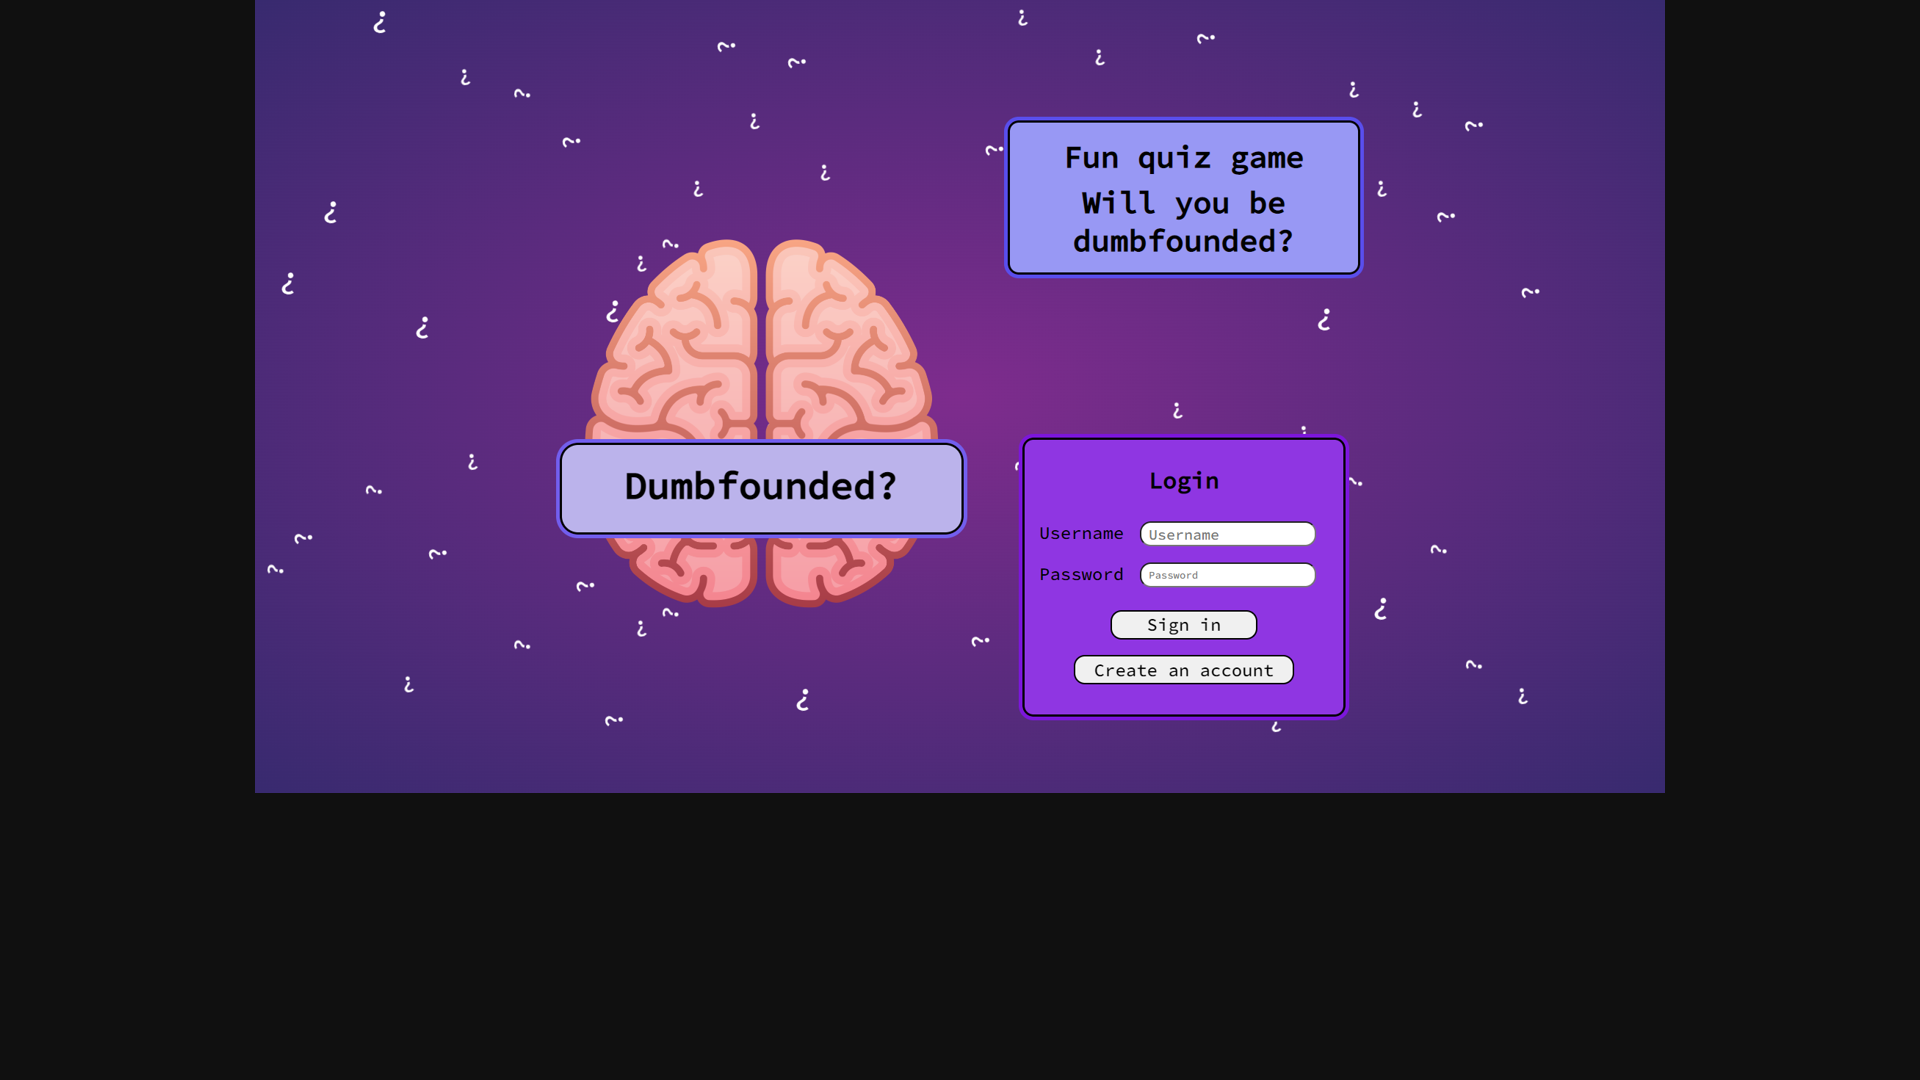 Fun quiz game
Will you be
dumbfounded?
Dumbfounded?
Login
Username Username
Password Password
Sign in
Create an account